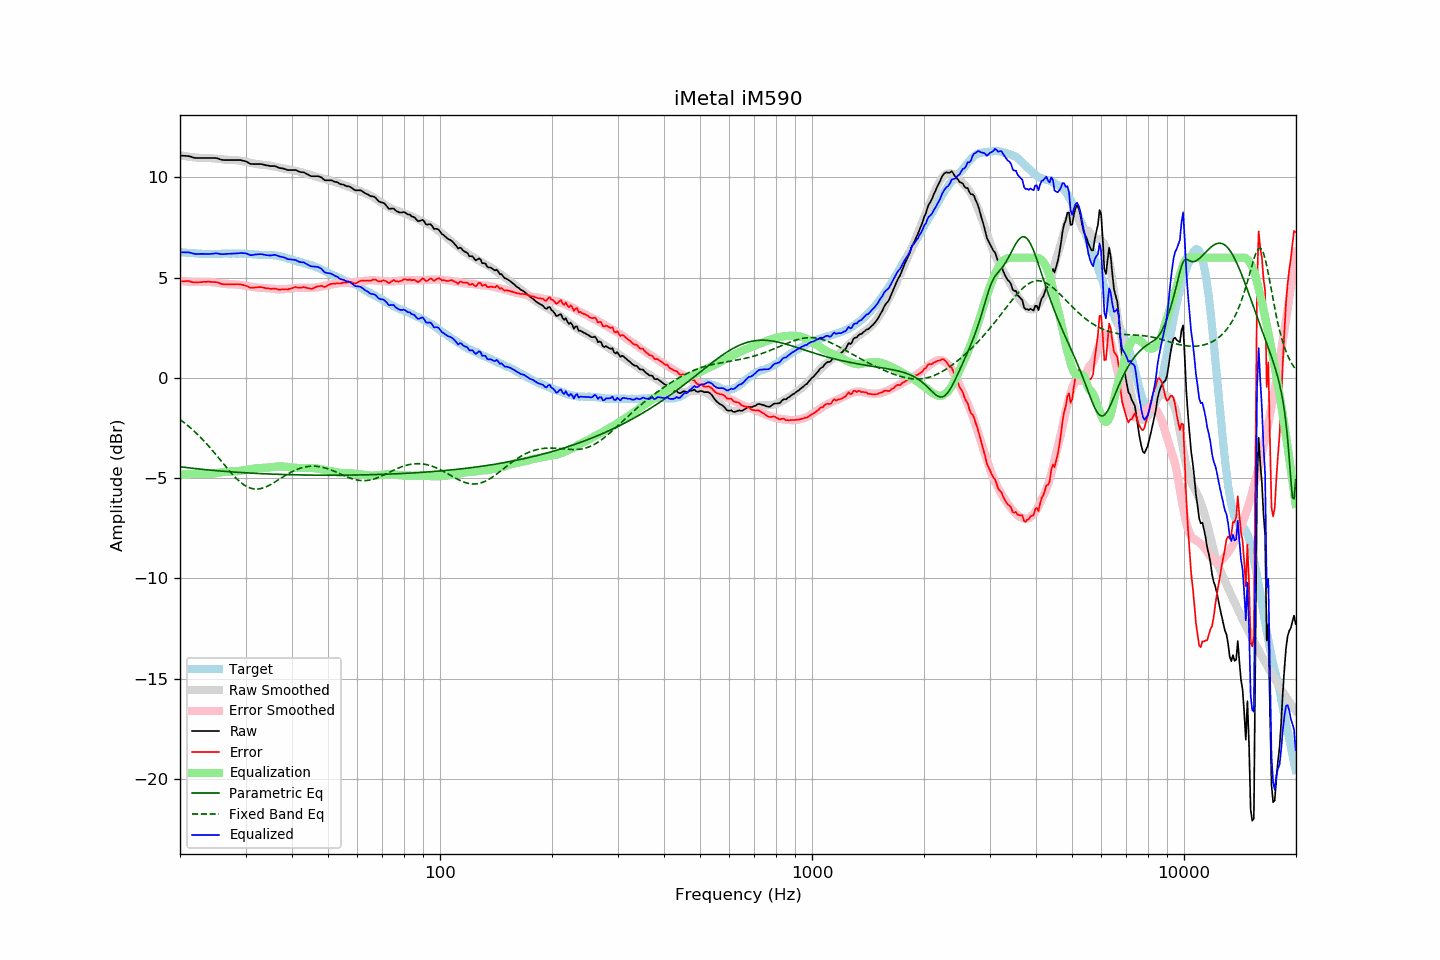 iMetal iM590
Amplitude (dBr)
10
5
0
−5
−10
−15
−20
Target
Raw Smoothed
Error Smoothed
Raw
Error
Equalization
Parametric Eq
Fixed Band Eq
Equalized
100
1000
10000
Frequency (Hz)